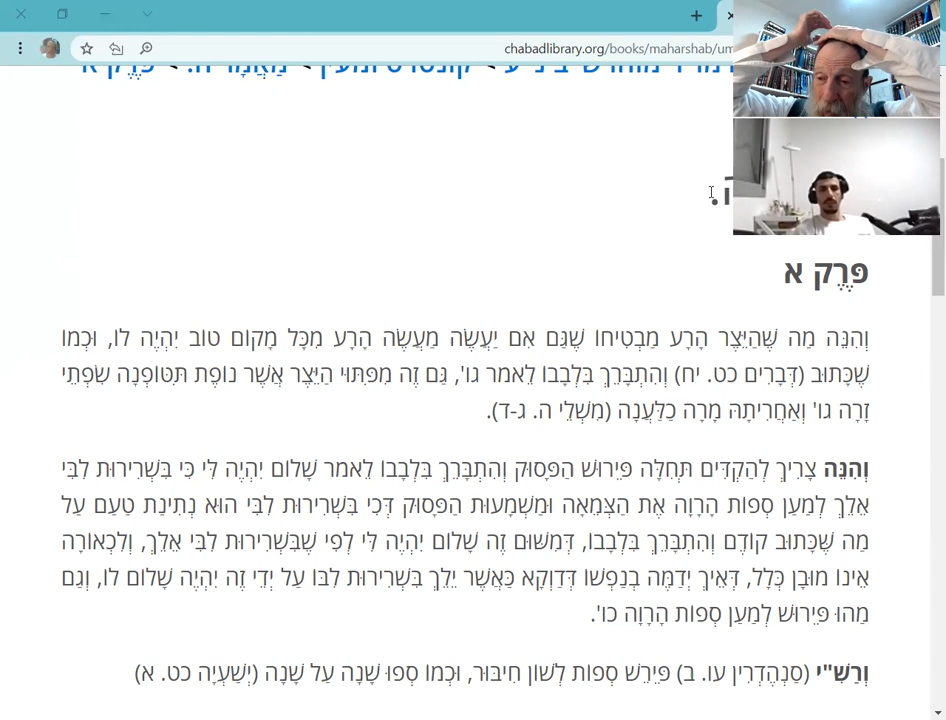 chabadlibrary.org/books/maharshab/um
קונטרס ומעין > מַאֲמָר ה. > פֶּרֶק א
פֶּרֶק א
וְהִנֵּה מַה שֶּׁהַיֵּצֶר הָרָע מַבְטִיחוֹ שֶׁגַּם אִם יַעֲשֶׂה מַעֲשֶׂה הָרָע מִכָּל מָקוֹם טוֹב יִהְיֶה לוֹ, וּכְמוֹ
שֶׁכָּתוּב (דְּבָרִים כט. יח) וְהִתְבָּרֵךְ בִּלְבָבוֹ לֵאמֹר גו', גַּם זֶה מִפִּתּוּי הַיֵּצֶר אֲשֶׁר נוֹפֶת תִּטּוֹפְנָה שִׂפְתֵי
זָרָה גו' וְאַחֲרִיתָהּ מָרָה כַלַּעֲנָה (מִשְׁלֵי ה. ג-ד).
וְהִנֵּה צָרִיךְ לְהַקְדִּים תְּחִלָּה פֵּירוּשׁ הַפָּסוּק וְהִתְבָּרֵךְ בִּלְבָבוֹ לֵאמֹר שָׁלוֹם יִהְיֶה לִּי כִּי בִּשְׁרִירוּת לִבִּי
אֵלֵךְ לְמַעַן סְפוֹת הָרָוָה אֶת הַצְּמֵאָה וּמַשְׁמָעוּת הַפָּסוּק דְּכִי בִּשְׁרִירוּת לִבִּי הוּא נְתִינַת טַעַם עַל
מַה שֶּׁכָּתוּב קוֹדֶם וְהִתְבָּרֵךְ בִּלְבָבוֹ, דְּמִשּׁוּם זֶה שָׁלוֹם יִהְיֶה לִּי לְפִי שֶׁבִּשְׁרִירוּת לִבִּי אֵלֵךְ, וְלִכְאוֹרָה
אֵינוֹ מוּבָן כְּלָל, דְּאֵיךְ יְדַמֶּה בְנַפְשׁוֹ דְּדַוְקָא כַּאֲשֶׁר יֵלֵךְ בִּשְׁרִירוּת לִבּוֹ עַל יְדֵי זֶה יִהְיֶה שָׁלוֹם לוֹ, וְגַם
מַהוּ פֵּירוּשׁ לְמַעַן סְפוֹת הָרָוָה כו'.
וְרַשִׁ"י (סַנְהֶדְרִין עו. ב) פֵּירֵשׁ סְפוֹת לְשׁוֹן חִיבּוּר, וּכְמוֹ סְפוּ שָׁנָה עַל שָׁנָה (יְשַׁעְיָה כט. א)